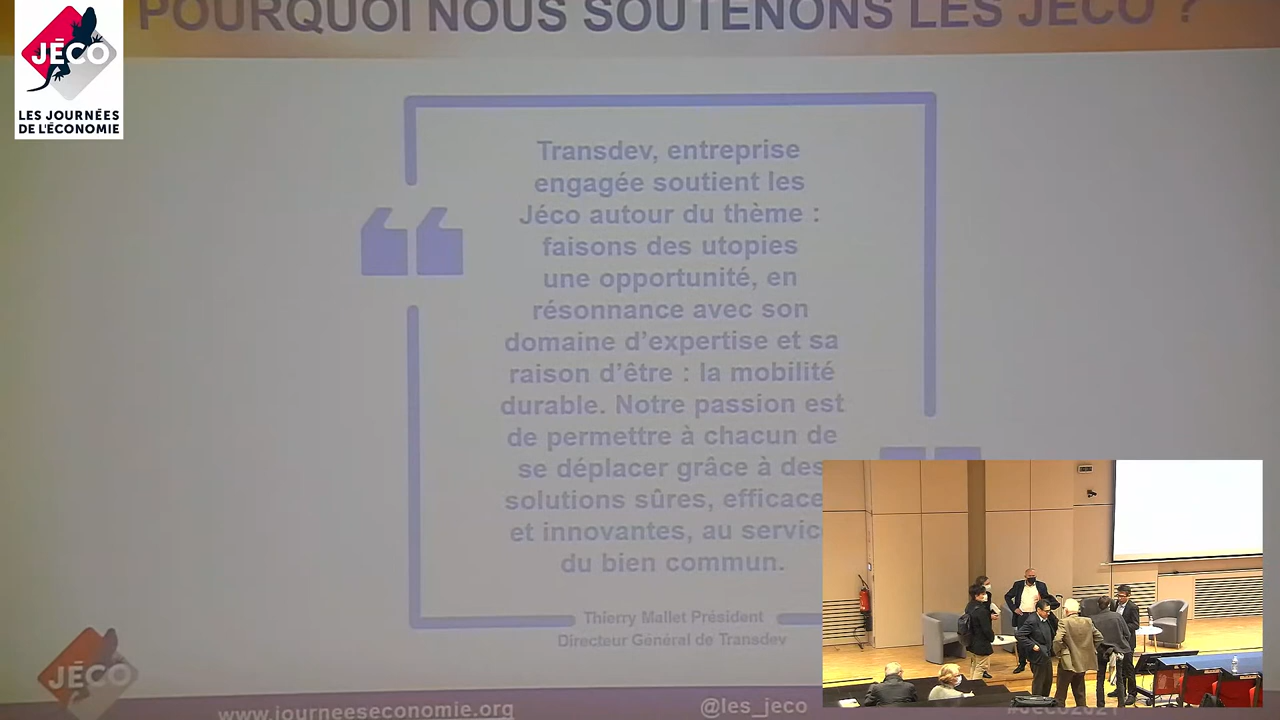 POURQUOI NOUS SOUTENONS LES JÉCO ?
JÉCO
LES JOURNÉES
DE L'ÉCONOMIE
Transdev, entreprise
engagée soutient les
Jéco autour du thème :
faisons des utopies
une opportunité, en
résonnance avec son
domaine d'expertise et sa
raison d'être : la mobilité
durable. Notre passion est
de permettre à chacun de
se déplacer grâce à des
solutions sûres, efficace
et innovantes, au servic
du bien commun.
Thierry Mallet Président
Directeur Général de Transdev
JÉCO
www.journeeseconomie.org
@les_jeco